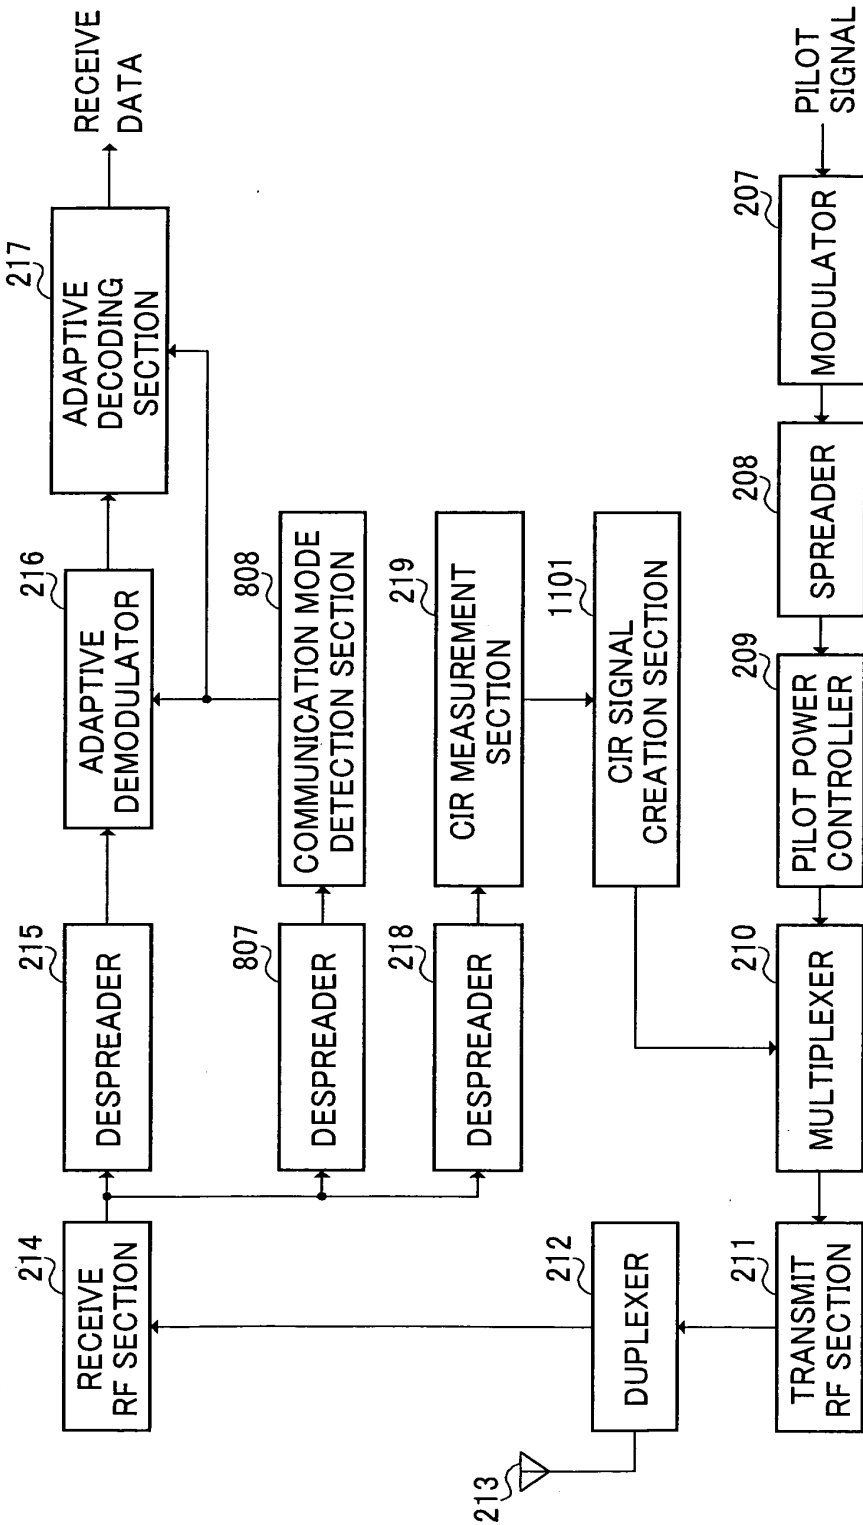 214
RECEIVE
RF SECTION
215
DESPREADER
216
ADAPTIVE
DEMODULATOR
217
ADAPTIVE
DECODING
SECTION
RECEIVE
DATA
807
DESPREADER
808
COMMUNICATION MODE
DETECTION SECTION
218
DESPREADER
219
CIR MEASUREMENT
SECTION
213
212
DUPLEXER
1101
CIR SIGNAL
CREATION SECTION
211
TRANSMIT
RF SECTION
210
MULTIPLEXER
209
PILOT POWER
CONTROLLER
208
SPREADER
207
MODULATOR
PILOT
SIGNAL